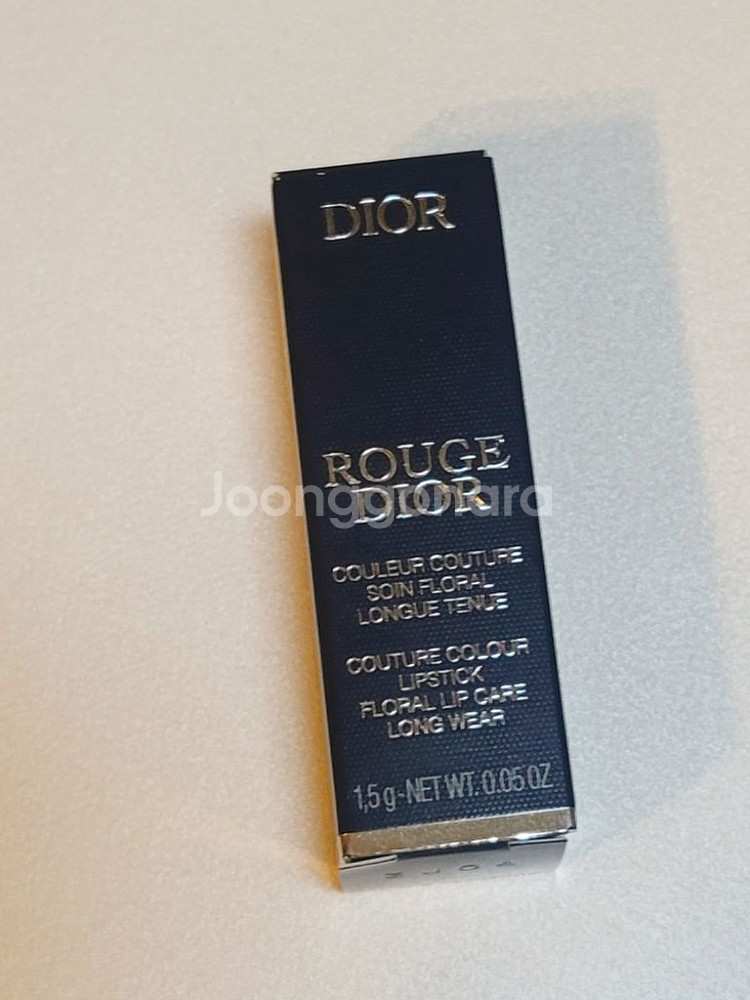 DIOR
ROUGE
DIOR
Joonggonara
COULEUR COUTURE
SOIN FLORAL
LONGUE TENUE
COUTURE COLOUR
LIPSTICK
FLORAL LIP CARE
LONG WEAR
1,5 g-NET WT. 0.05 OZ